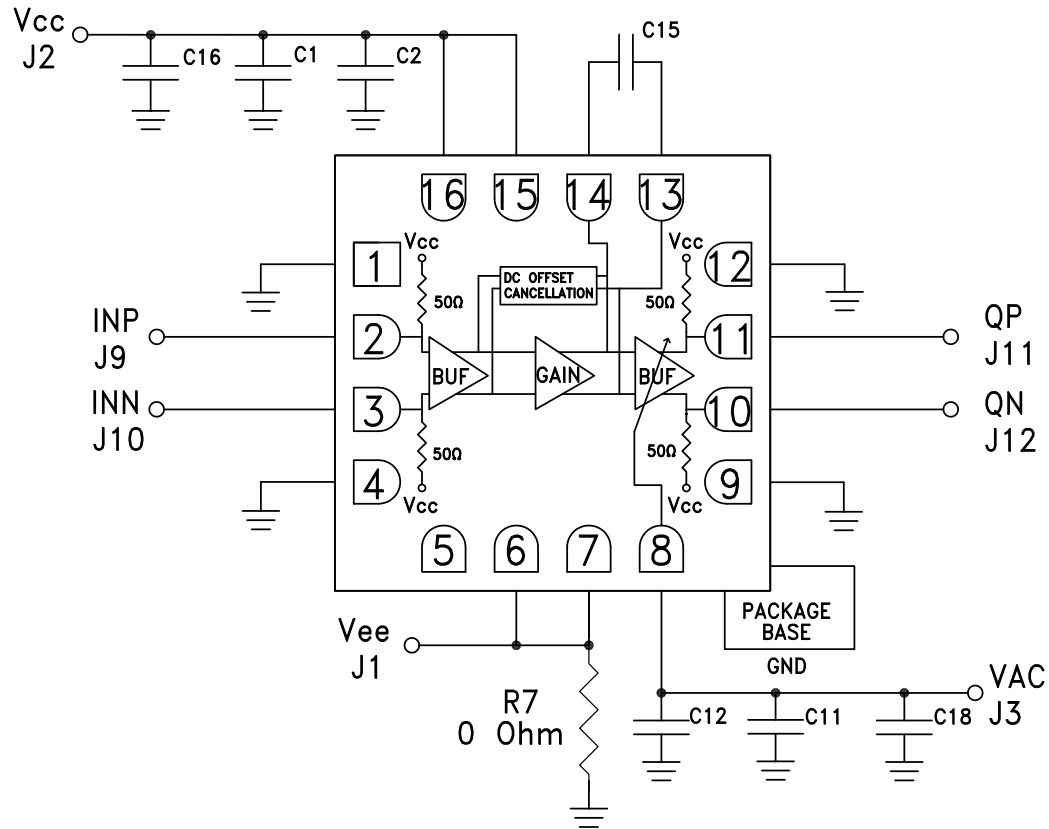 Vcc
J2
C16
C1
C2
C15
16
15
14
13
1
Vcc
50Ω
DC OFFSET
CANCELLATION
Vcc
50Ω
12
INP
J9
2
11
QP
J11
BUF
GAIN
BUF
INN
J10
3
10
QN
J12
50Ω
Vcc
50Ω
Vcc
4
9
5
6
7
8
PACKAGE
BASE
GND
Vee
J1
R7
0 Ohm
C12
C11
C18
VAC
J3